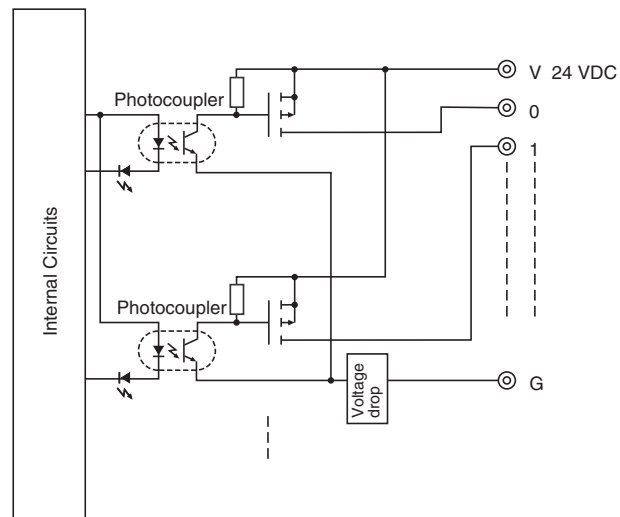 V 24 VDC
Photocoupler
0
1
Internal Circuits
Photocoupler
Voltage
drop
G